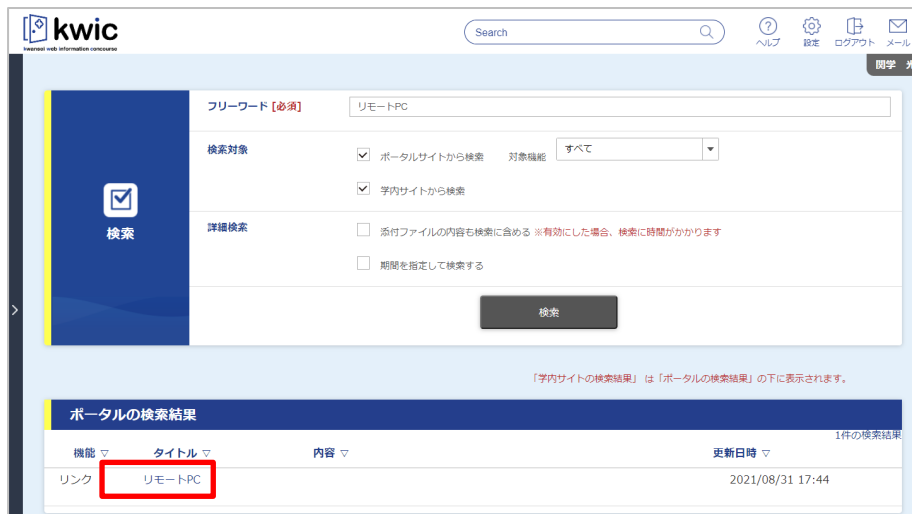 kwic
kwansei web information concourse
Search
ヘルプ 設定 ログアウト メール
関学
フリーワード [必須] リモートPC
検索対象 ポータルサイトから検索 対象機能 すべて
学内サイトから検索
検索
詳細検索 添付ファイルの内容も検索に含める ※有効にした場合、検索に時間がかかります
期間を指定して検索する
検索
「学内サイトの検索結果」 は「ポータルの検索結果」の下に表示されます。
ポータルの検索結果
1件の検索結果
機能 ▽ タイトル ▽ 内容 ▽ 更新日時 ▽
リンク リモートPC 2021/08/31 17:44